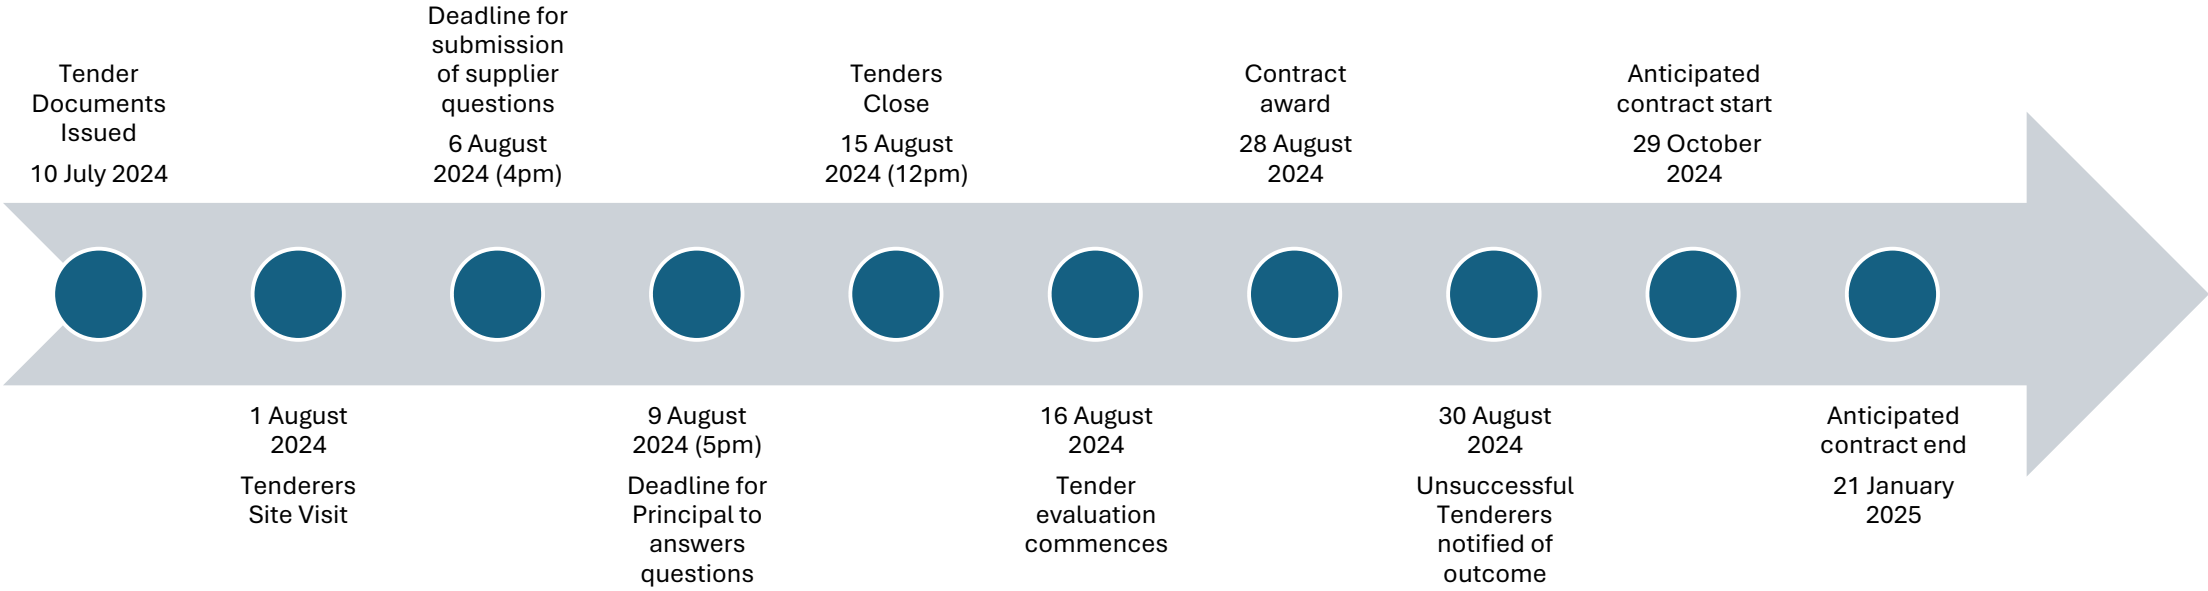 Tender
Documents
Issued
10 July 2024
1 August
2024
Tenderers
Site Visit
Deadline for
submission
of supplier
questions
6 August
2024 (4pm)
9 August
2024 (5pm)
Deadline for
Principal to
answers
questions
Tenders
Close
15 August
2024 (12pm)
16 August
2024
Tender
evaluation
commences
Contract
award
28 August
2024
30 August
2024
Unsuccessful
Tenderers
notified of
outcome
Anticipated
contract start
29 October
2024
Anticipated
contract end
21 January
2025